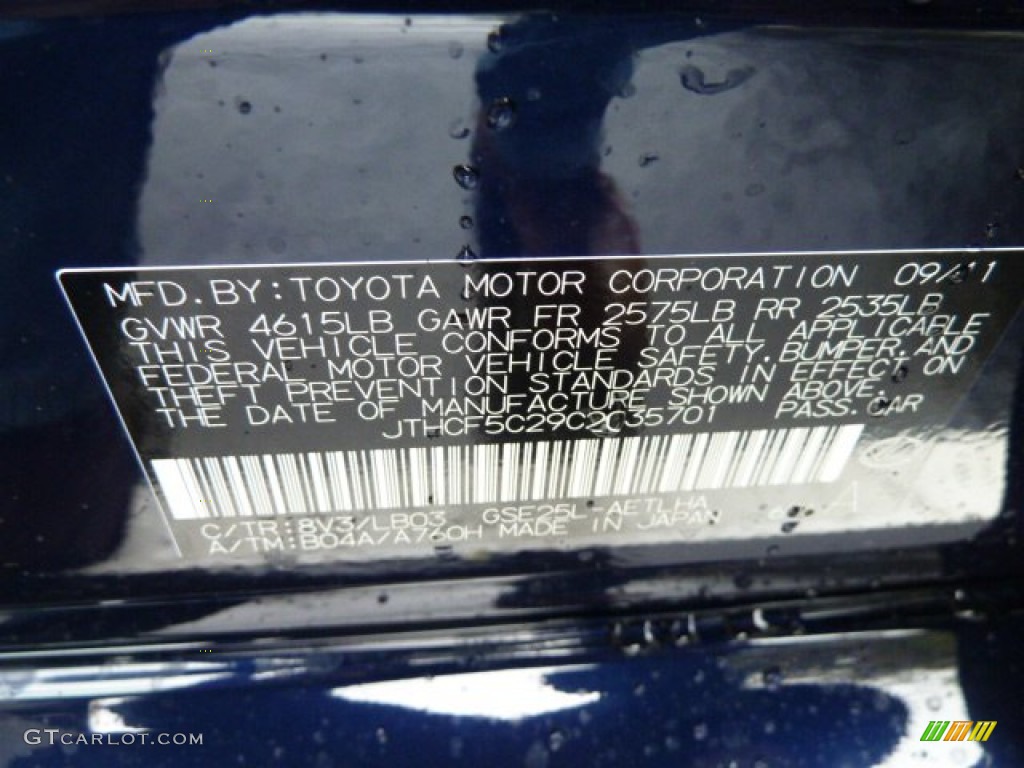 MFD.BY:TOYOTA MOTOR CORPORATION 09/11
GVWR 4615LB GAWR FR 2575LB RR 2535LB
THIS VEHICLE CONFORMS TO ALL APPLICABLE
FEDERAL MOTOR VEHICLE SAFETY,BUMPER,AND
THEFT PREVENTION STANDARDS IN EFFECT ON
THE DATE OF MANUFACTURE SHOWN ABOVE.
JTHCF5C29C2035701 PASS.CAR
C/TR:8V3/LB03 GSE25L-AETLHA
A/TM:B04A/A760H MADE IN JAPAN
GTCARLOT.COM